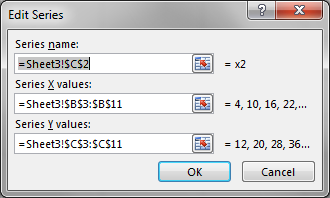 Edit Series
Series name:
=Sheet3!$C$2 = x2
Series X values:
=Sheet3!$B$3:$B$11 = 4, 10, 16, 22,...
Series Y values:
=Sheet3!$C$3:$C$11 = 12, 20, 28, 36...
OK Cancel